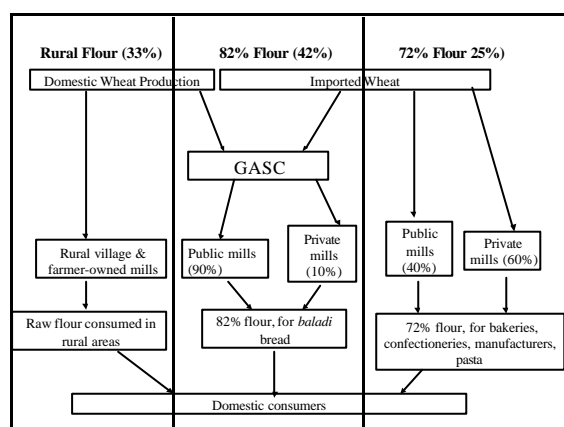 Rural Flour (33%)
82% Flour (42%)
72% Flour 25%)
Domestic Wheat Production
Imported Wheat
GASC
Rural village &
farmer-owned mills
Public mills
(90%)
Private
mills
(10%)
Public
mills
(40%)
Private
mills (60%)
Raw flour consumed in
rural areas
82% flour, for baladi
bread
72% flour, for bakeries,
confectioneries, manufacturers,
pasta
Domestic consumers